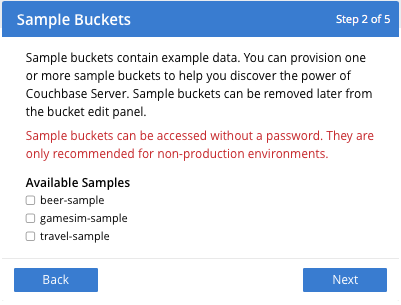 Sample Buckets
Step 2 of 5
Sample buckets contain example data. You can provision one
or more sample buckets to help you discover the power of
Couchbase Server. Sample buckets can be removed later from
the bucket edit panel.
Sample buckets can be accessed without a password. They are
only recommended for non-production environments.
Available Samples
beer-sample
gamesim-sample
travel-sample
Back
Next